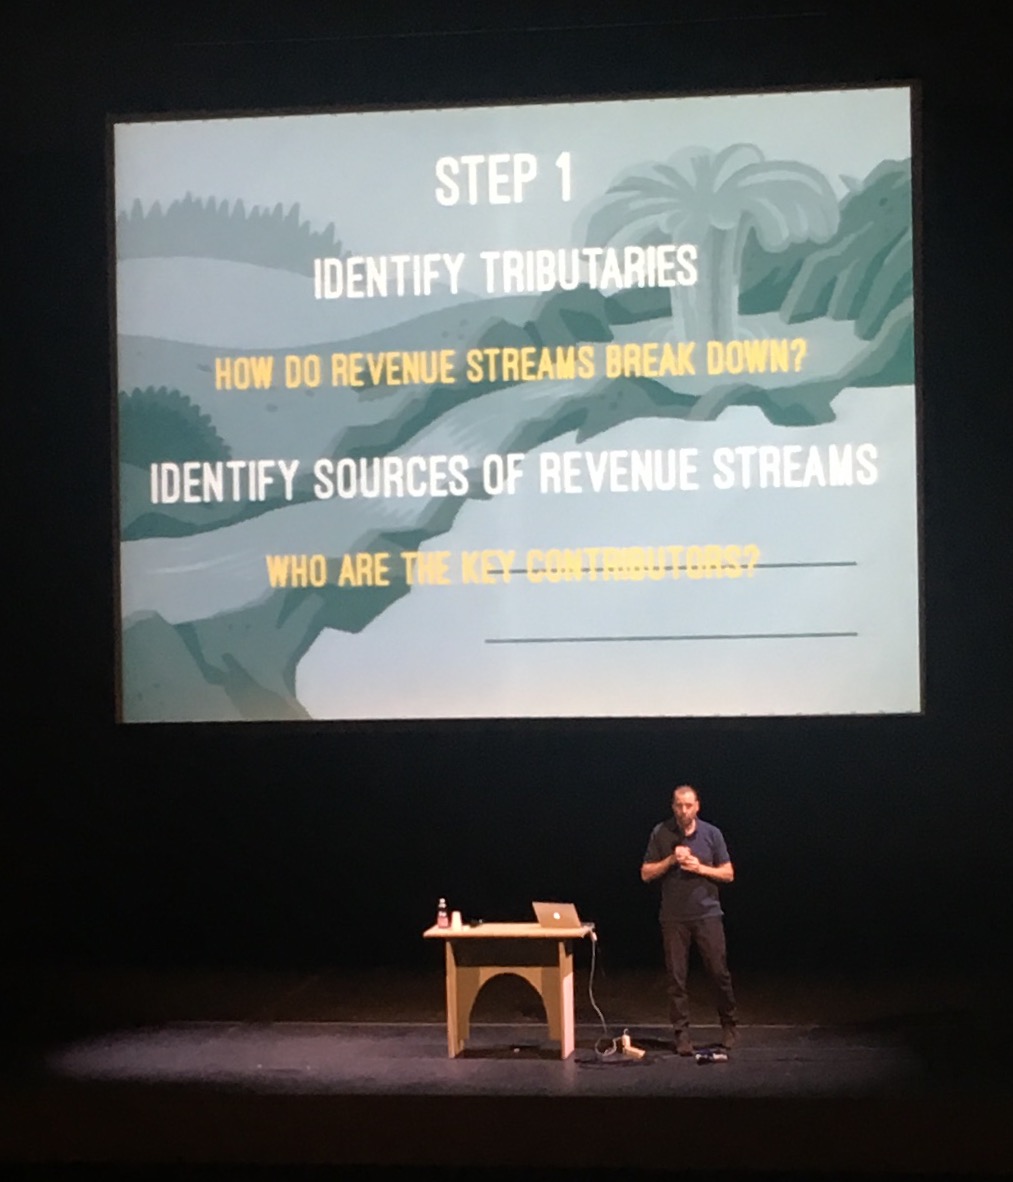 STEP 1
IDENTIFY TRIBUTARIES
HOW DO REVENUE STREAMS BREAK DOWN?
IDENTIFY SOURCES OF REVENUE STREAMS
WHO ARE THE KEY CONTRIBUTORS?